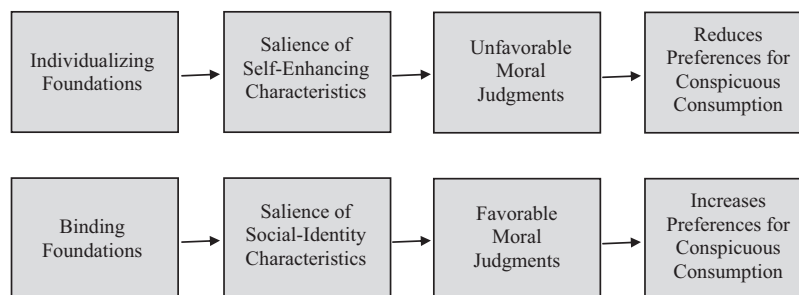 Individualizing
Foundations
Salience of
Self-Enhancing
Characteristics
Unfavorable
Moral
Judgments
Reduces
Preferences for
Conspicuous
Consumption
Binding
Foundations
Salience of
Social-Identity
Characteristics
Favorable
Moral
Judgments
Increases
Preferences for
Conspicuous
Consumption